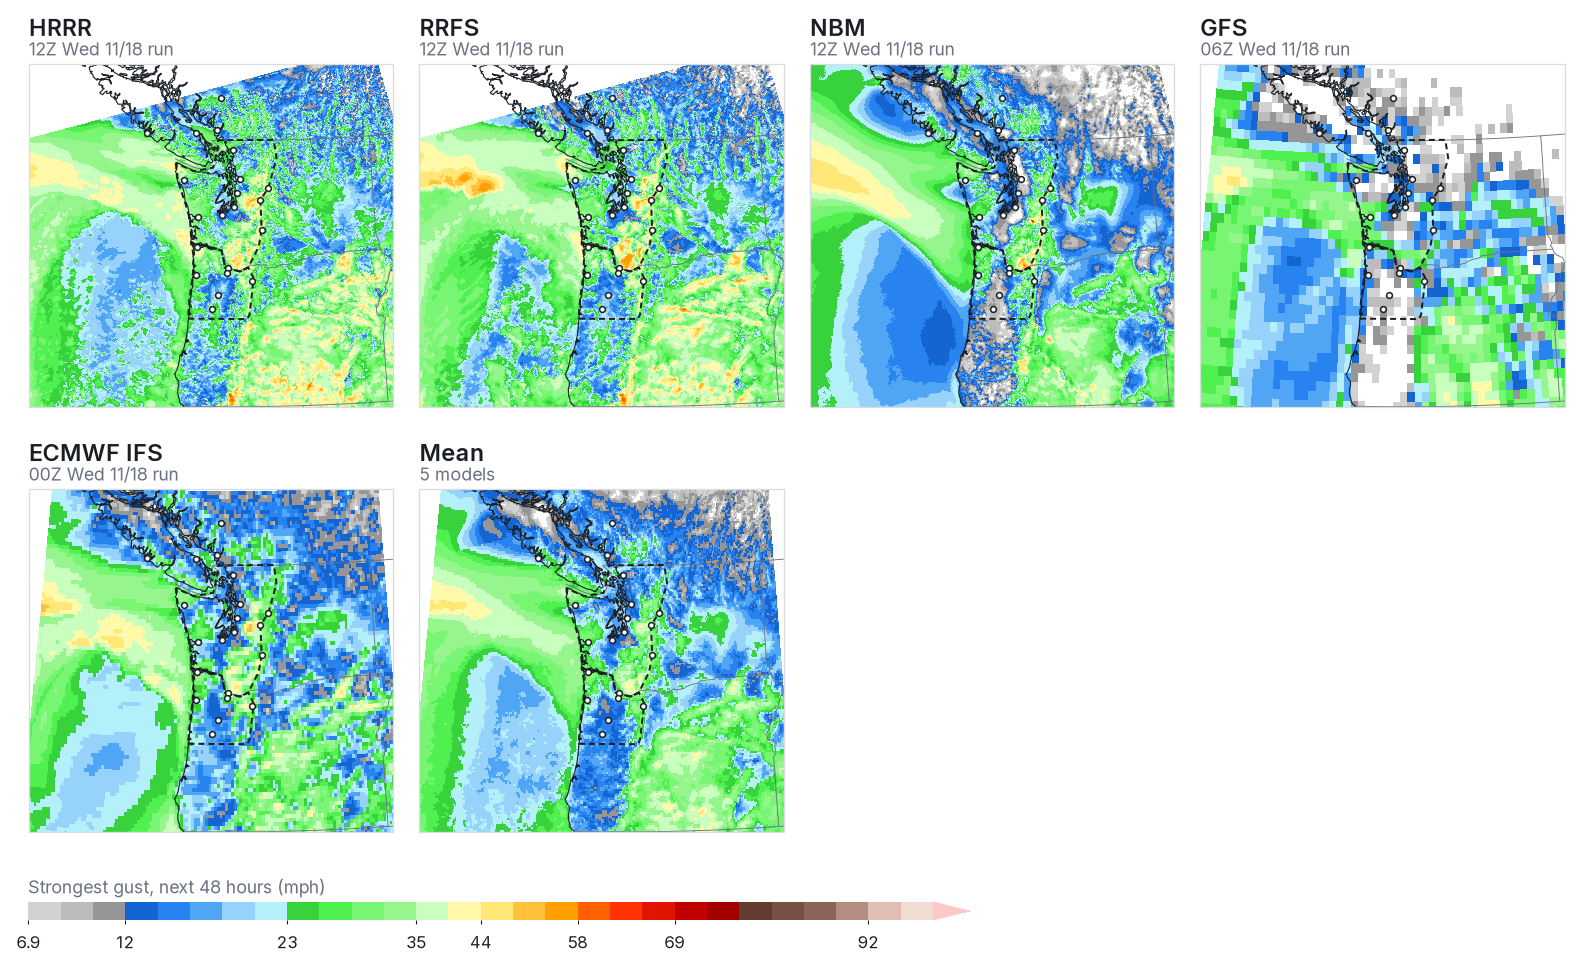 HRRR
12Z Wed 11/18 run
RRFS
12Z Wed 11/18 run
NBM
12Z Wed 11/18 run
GFS
06Z Wed 11/18 run
ECMWF IFS
00Z Wed 11/18 run
Mean
5 models
Strongest gust, next 48 hours (mph)
6.9 12 23 35 44 58 69 92